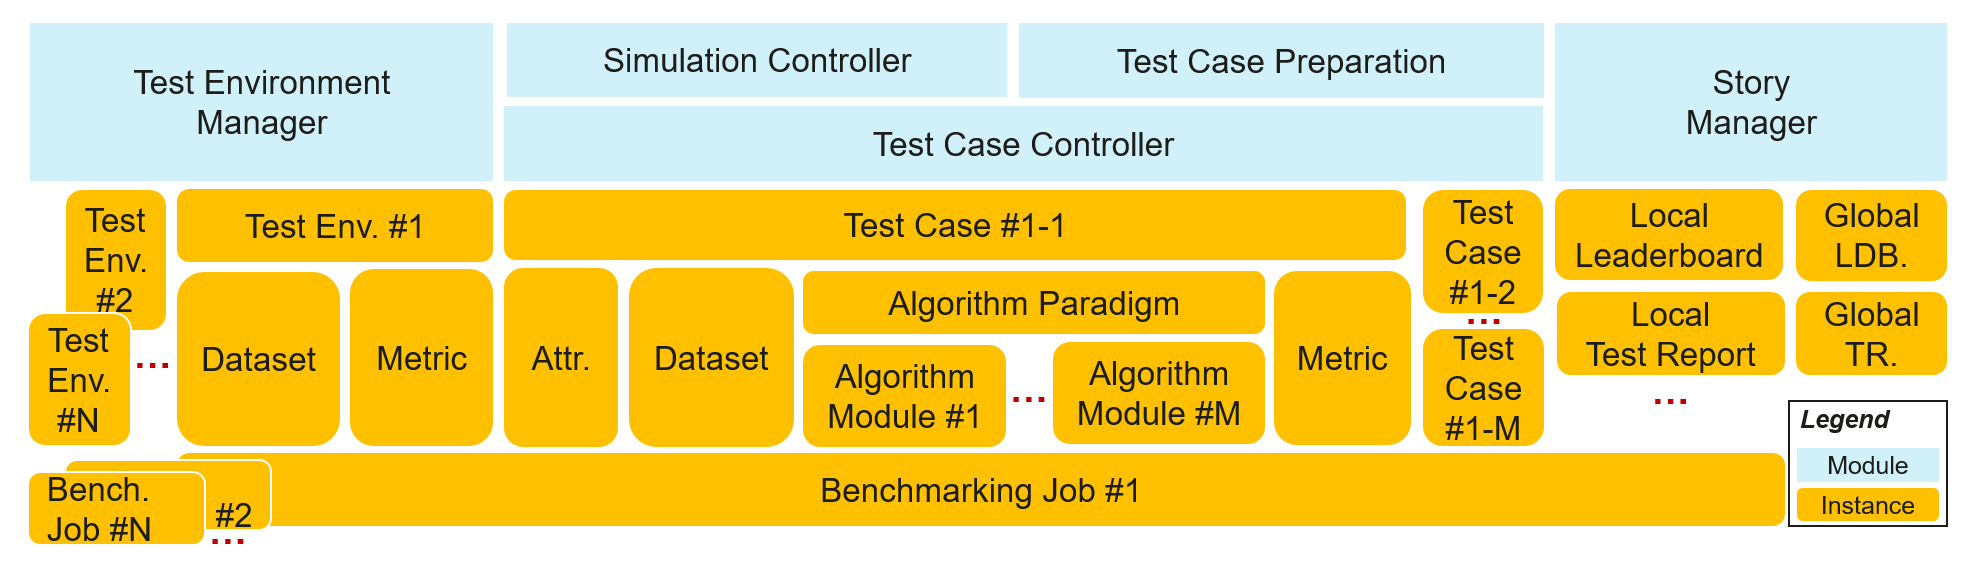 Test Environment
Manager
Simulation Controller
Test Case Preparation
Test Case Controller
Story
Manager
Test
Env.
#2
Test Env. #1
Test Case #1-1
Test
Case
#1-2
Local
Leaderboard
Global
LDB.
Test
Env.
#N
...
Dataset
Metric
Attr.
Dataset
Algorithm Paradigm
Algorithm
Module #1
...
Algorithm
Module #M
Metric
...
Test
Case
#1-M
Local
Test Report
Global
TR.
...
Bench.
Job #N
#2
...
Benchmarking Job #1
Legend
Module
Instance